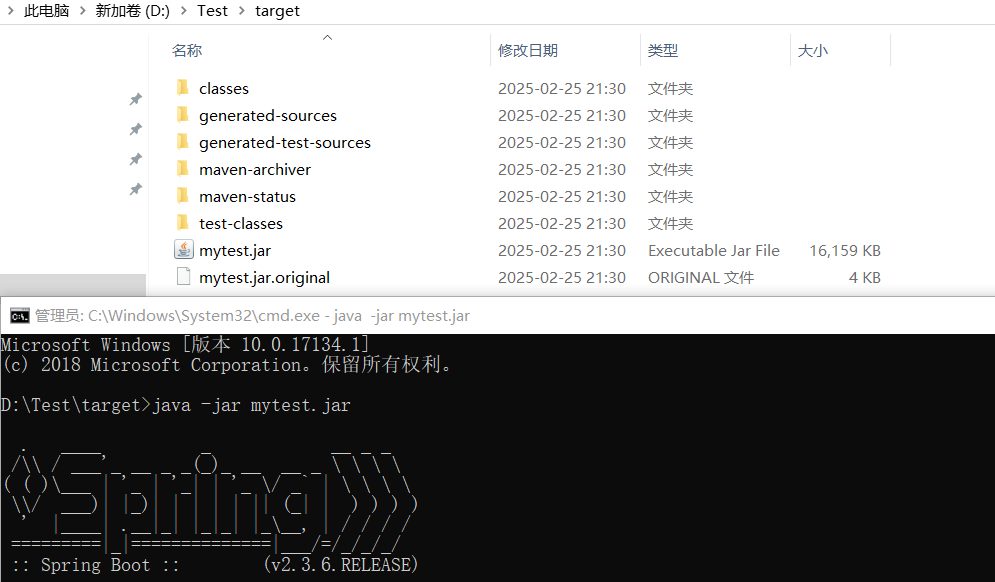 此电脑 > 新加卷 (D:) > Test > target
名称 修改日期 类型 大小
classes 2025-02-25 21:30 文件夹
generated-sources 2025-02-25 21:30 文件夹
generated-test-sources 2025-02-25 21:30 文件夹
maven-archiver 2025-02-25 21:30 文件夹
maven-status 2025-02-25 21:30 文件夹
test-classes 2025-02-25 21:30 文件夹
mytest.jar 2025-02-25 21:30 Executable Jar File 16,159 KB
mytest.jar.original 2025-02-25 21:30 ORIGINAL 文件 4 KB
管理员: C:\Windows\System32\cmd.exe - java  -jar mytest.jar
Microsoft Windows [版本 10.0.17134.1]
(c) 2018 Microsoft Corporation。保留所有权利。
D:\Test\target>java -jar mytest.jar
Spring
:: Spring Boot :: (v2.3.6.RELEASE)